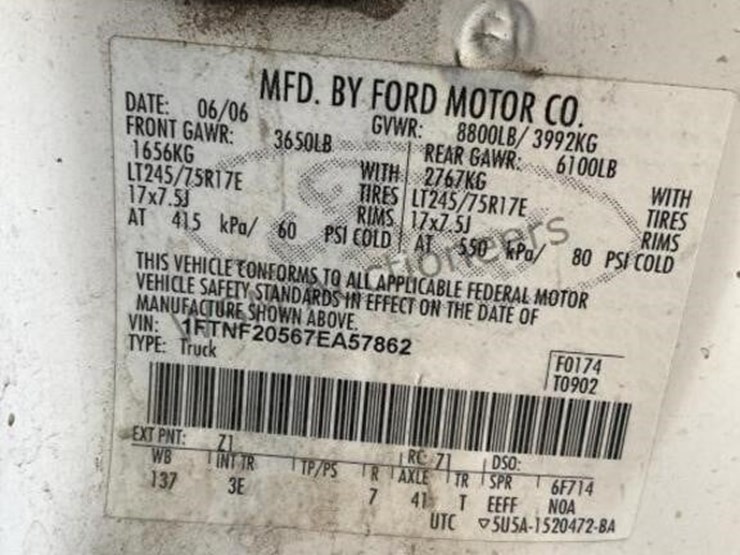 MFD. BY FORD MOTOR CO.
DATE: 06/06 GVWR: 8800LB/ 3992KG
FRONT GAWR: 3650LB REAR GAWR: 6100LB
1656KG WITH 2767KG WITH
LT245/75R17E TIRES LT245/75R17E TIRES
17x7.5J RIMS 17x7.5J RIMS
AT 415 kPa/ 60 PSI COLD AT 550 kPa/ 80 PSI COLD
THIS VEHICLE CONFORMS TO ALL APPLICABLE FEDERAL MOTOR
VEHICLE SAFETY STANDARDS IN EFFECT ON THE DATE OF
MANUFACTURE SHOWN ABOVE.
VIN: 1FTNF20567EA57862
TYPE: Truck
F0174
T0902
EXT PNT: Z1 RC: 71 DSO:
WB INT TR TP/PS R AXLE TR SPR 6F714
137 3E 7 41 T EEFF NOA
UTC ▽5U5A-1520472-BA